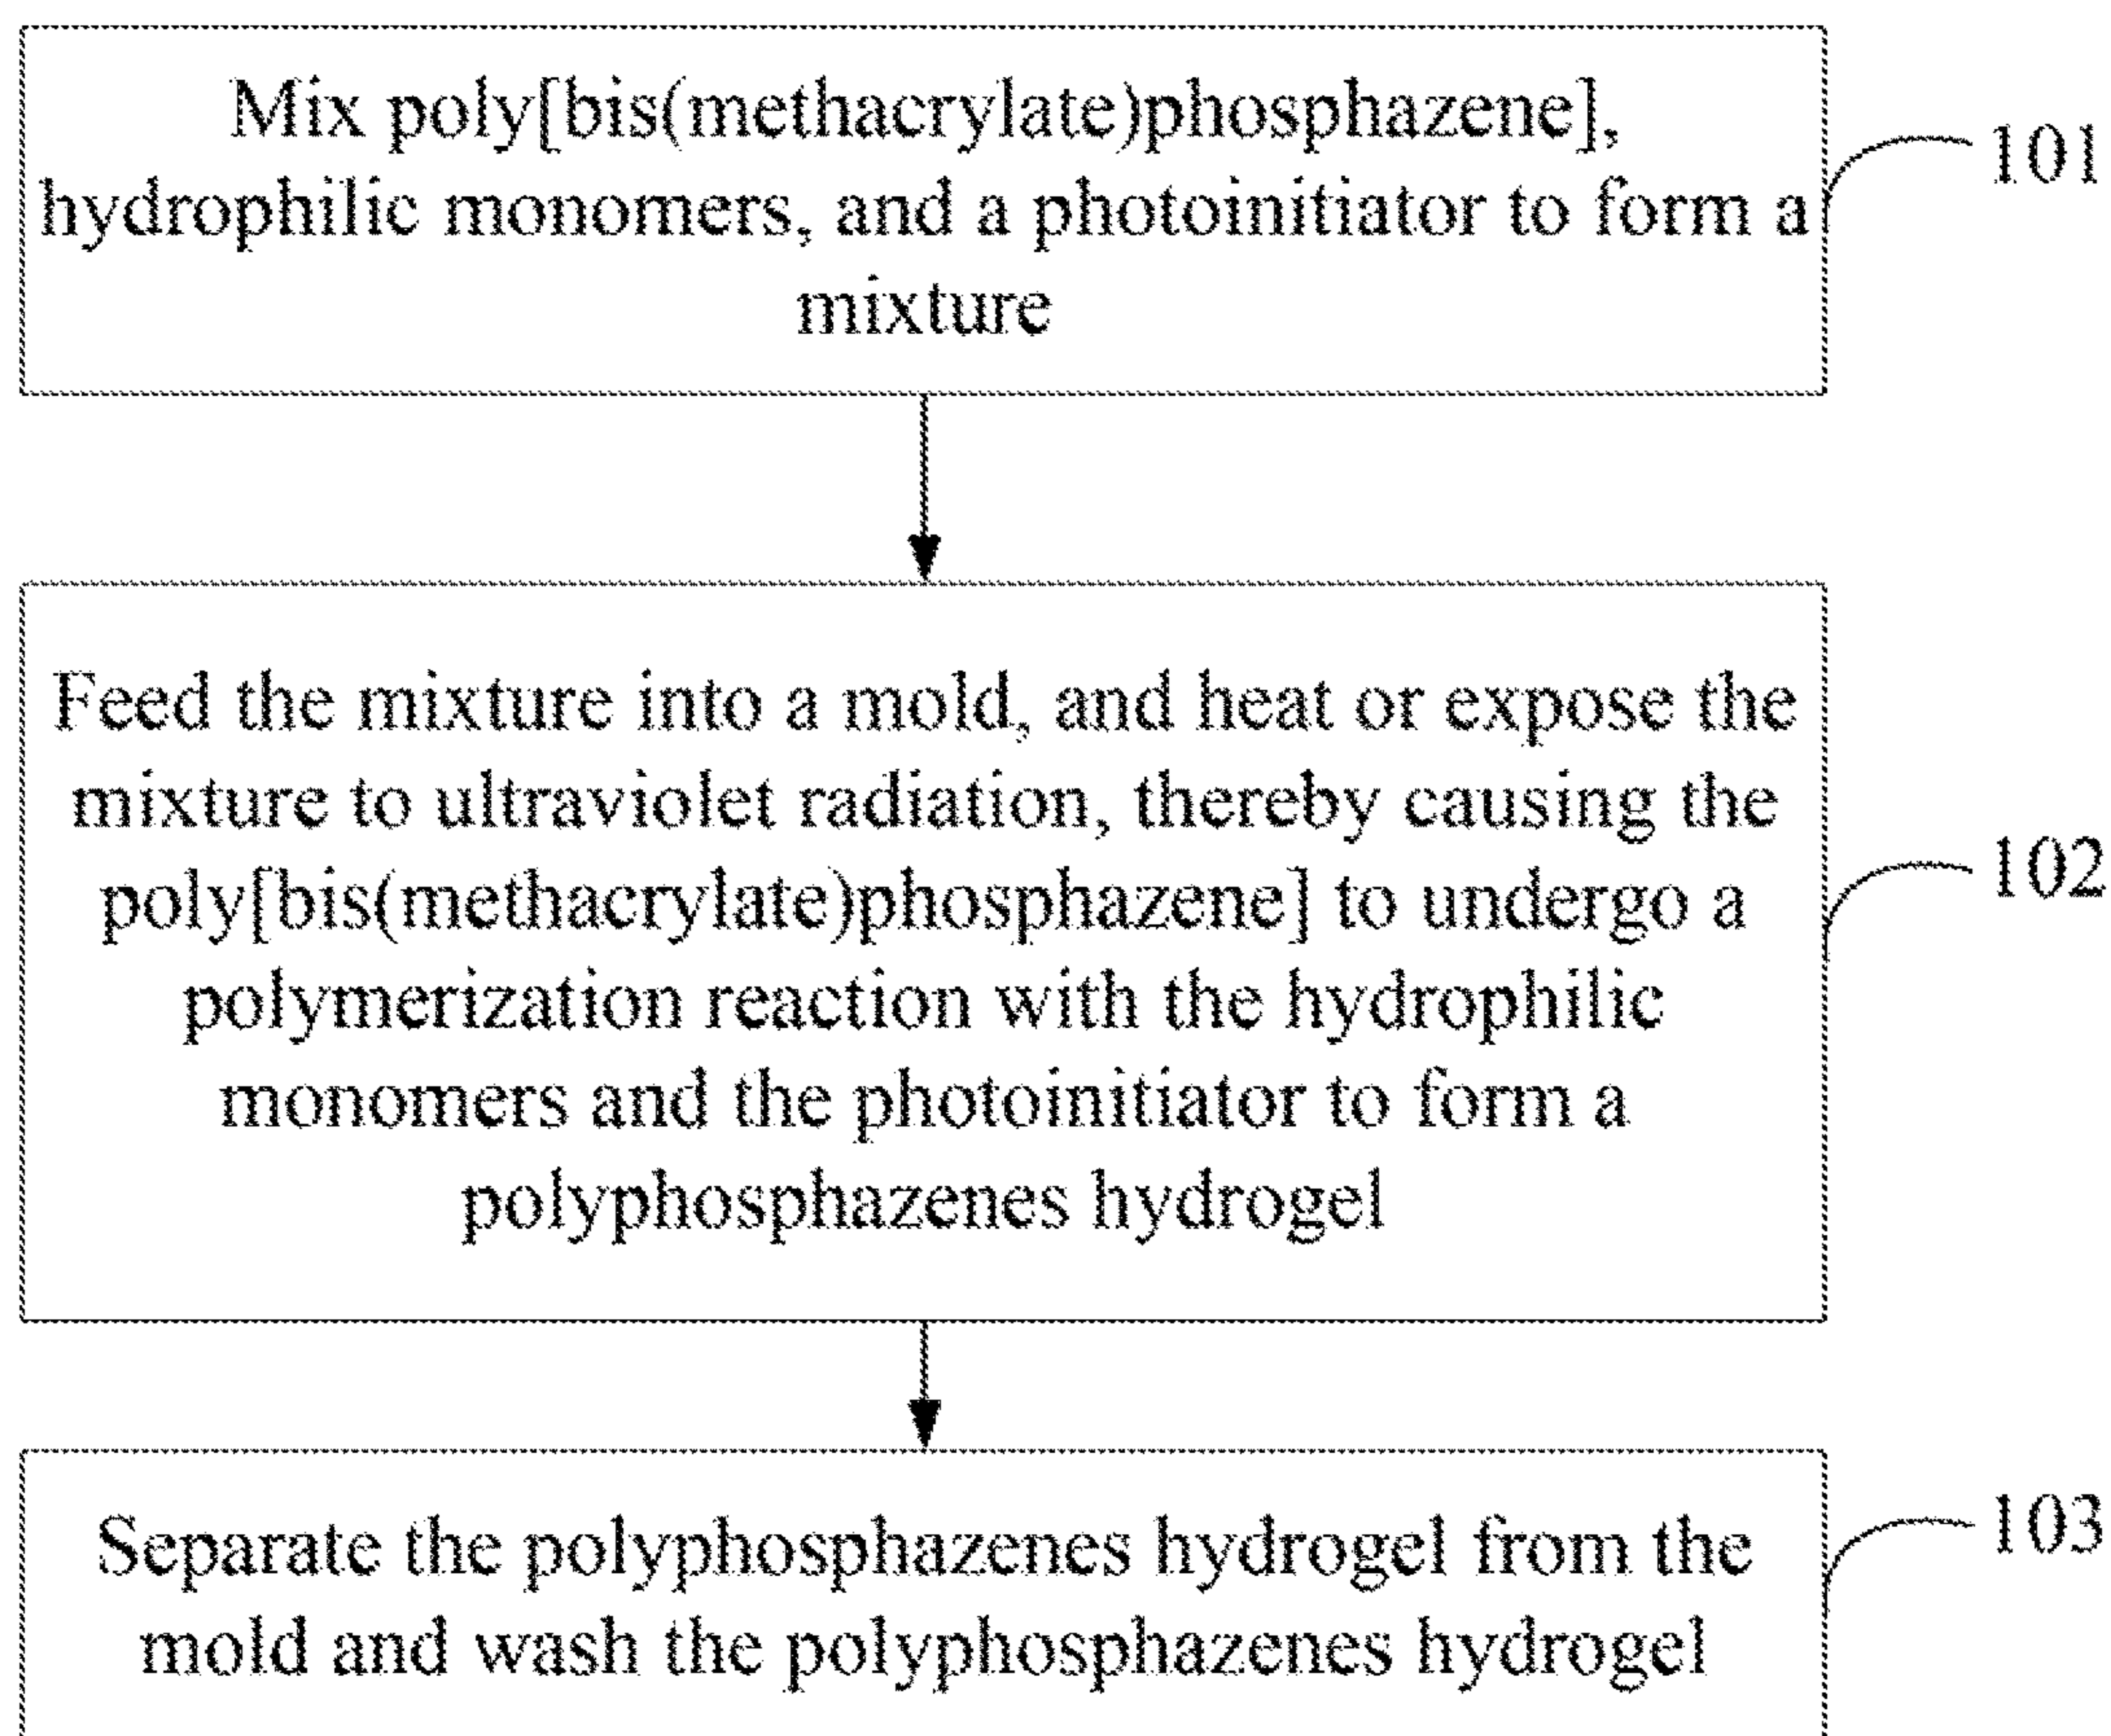 Mix poly[bis(methacrylate)phosphazene],
hydrophilic monomers, and a photoinitiator to form a
mixture
101
Feed the mixture into a mold, and heat or expose the
mixture to ultraviolet radiation, thereby causing the
poly[bis(methacrylate)phosphazene] to undergo a
polymerization reaction with the hydrophilic
monomers and the photoinitiator to form a
polyphosphazenes hydrogel
102
Separate the polyphosphazenes hydrogel from the
mold and wash the polyphosphazenes hydrogel
103